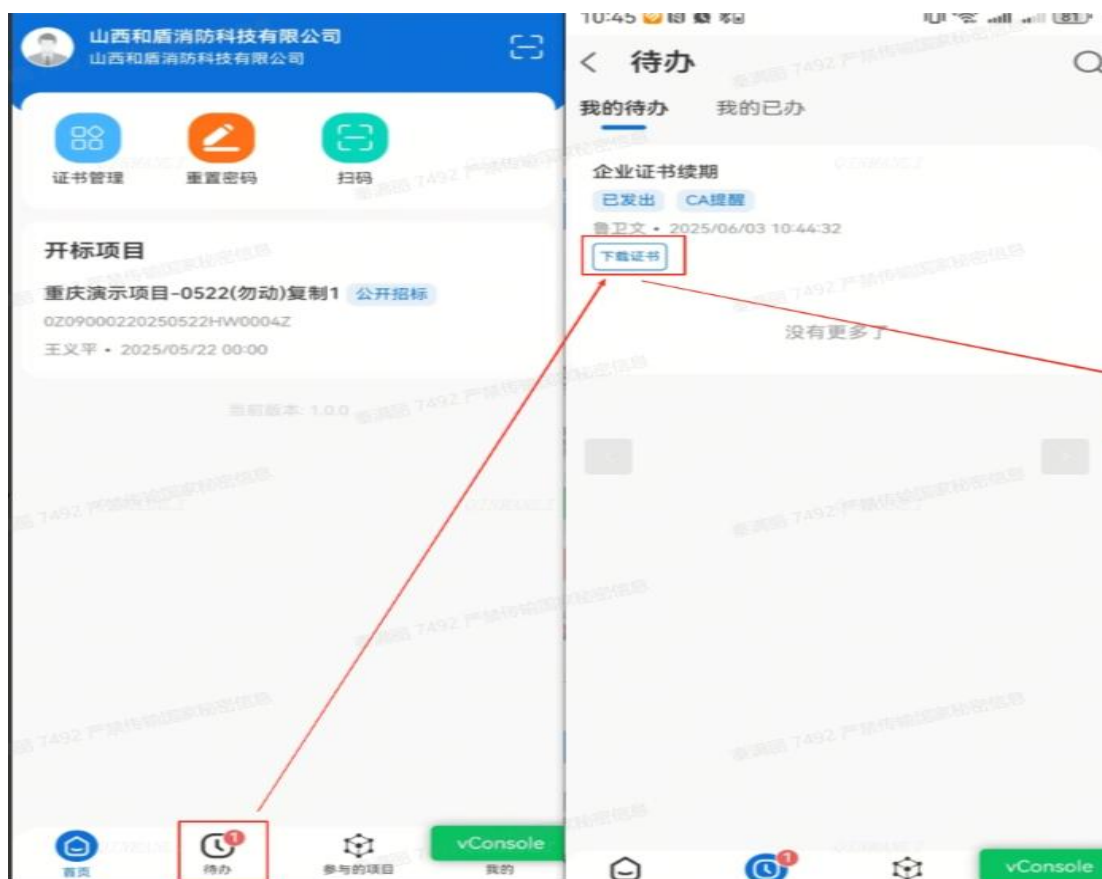 山西和盾消防科技有限公司
山西和盾消防科技有限公司
证书管理
重置密码
扫码
开标项目
重庆演示项目-0522(勿动)复制1 公开招标
0Z09000220250522HW0004Z
王义平 • 2025/05/22 00:00
当前版本: 1.0.0
首页
1
待办
参与的项目
vConsole
我的
10:45
81
待办
我的待办
我的已办
企业证书续期
已发出 CA提醒
鲁卫文 • 2025/06/03 10:44:32
下载证书
没有更多了
1
vConsole